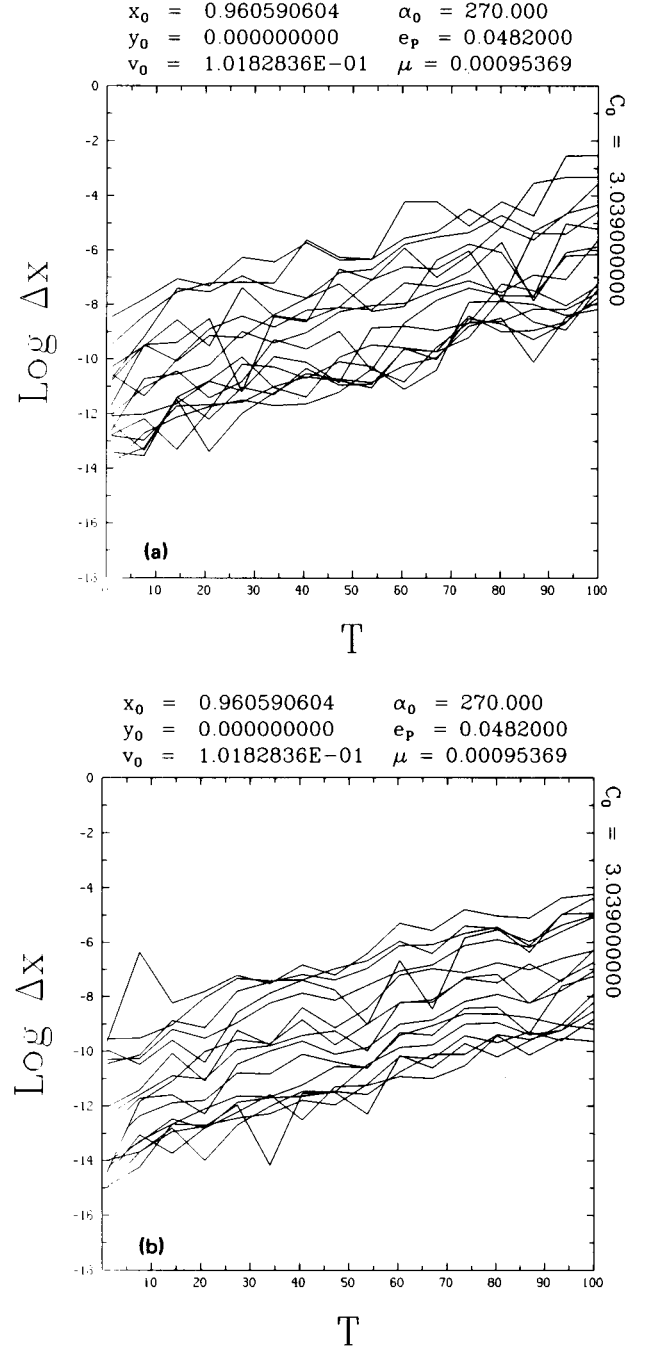 x₀ = 0.960590604 α₀ = 270.000
y₀ = 0.000000000 e_P = 0.0482000
v₀ = 1.0182836E−01 μ = 0.00095369
C₀ = 3.039000000
0
-2
-4
-6
-8
-10
-12
-14
Log Δx
(a)
10 20 30 40 50 60 70 80 90 100
T
x₀ = 0.960590604 α₀ = 270.000
y₀ = 0.000000000 e_P = 0.0482000
v₀ = 1.0182836E−01 μ = 0.00095369
C₀ = 3.039000000
0
-2
-4
-6
-8
-10
-12
-14
Log Δx
(b)
10 20 30 40 50 60 70 80 90 100
T